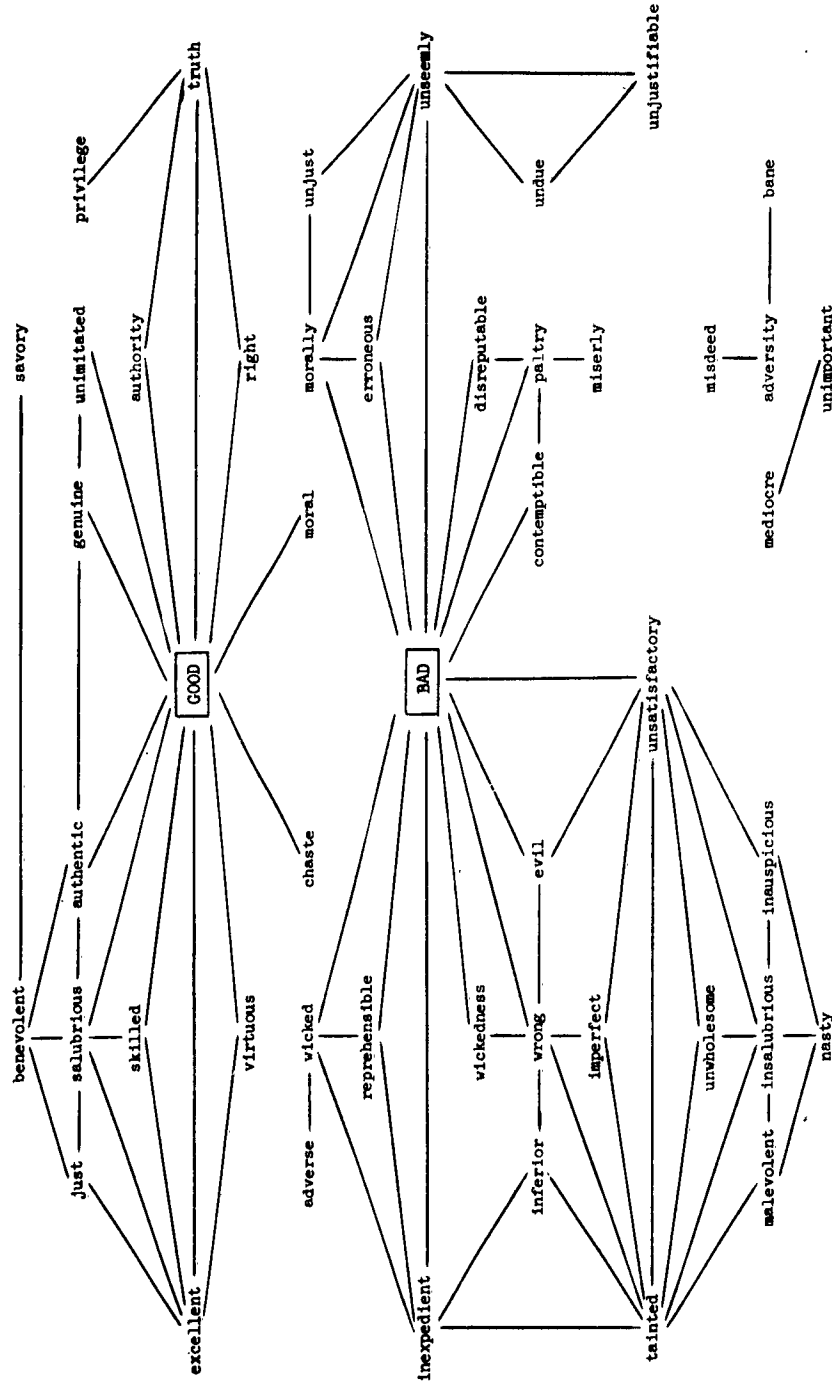 benevolent savory
just salubrious authentic genuine unimitated privilege
skilled authority
excellent GOOD truth
virtuous right
adverse wicked chaste moral morally unjust
reprehensible erroneous
inexpedient BAD unseemly
wickedness disreputable
inferior wrong evil contemptible paltry undue
imperfect miserly
tainted unsatisfactory unjustifiable
unwholesome misdeed
malevolent insalubrious inauspicious mediocre adversity bane
nasty unimportant